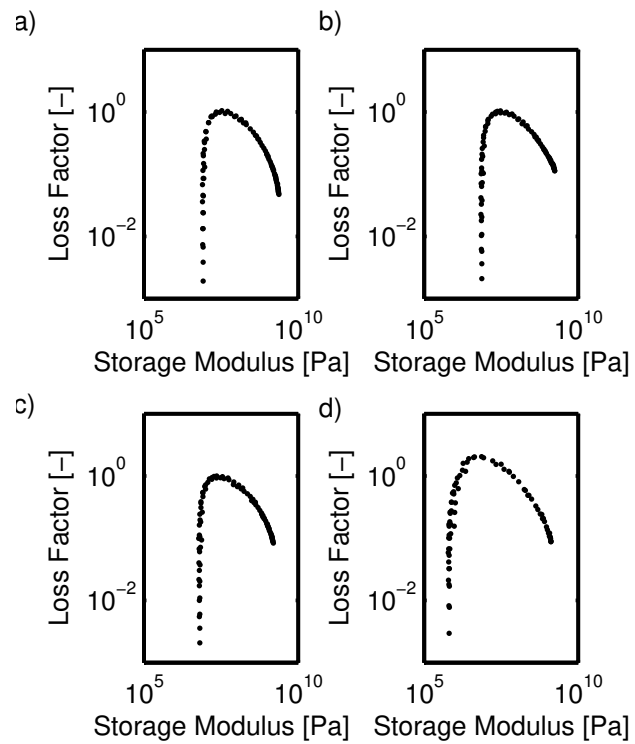 a)
Loss Factor [−]
10^0
10^−2
10^5
10^10
Storage Modulus [Pa]
b)
Loss Factor [−]
10^0
10^−2
10^5
10^10
Storage Modulus [Pa]
c)
Loss Factor [−]
10^0
10^−2
10^5
10^10
Storage Modulus [Pa]
d)
Loss Factor [−]
10^0
10^−2
10^5
10^10
Storage Modulus [Pa]